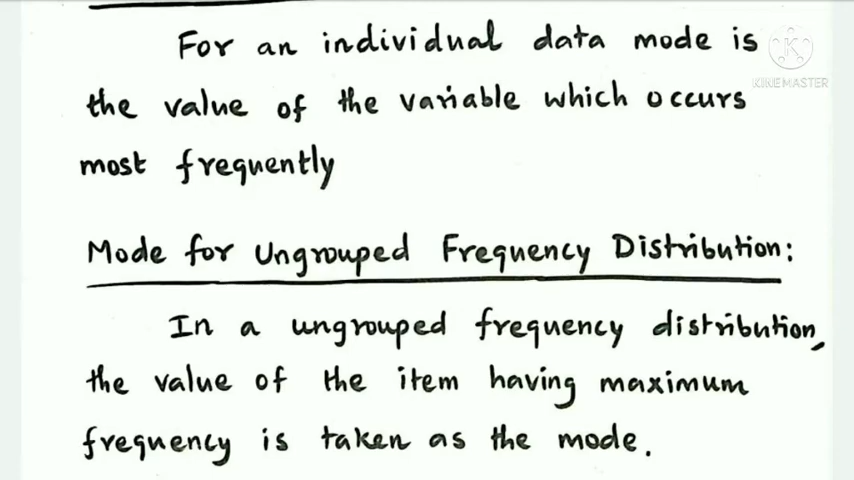 For an individual data mode is
KINEMASTER
the value of the variable which occurs
most frequently
Mode for Ungrouped Frequency Distribution:
In a ungrouped frequency distribution,
the value of the item having maximum
frequency is taken as the mode.